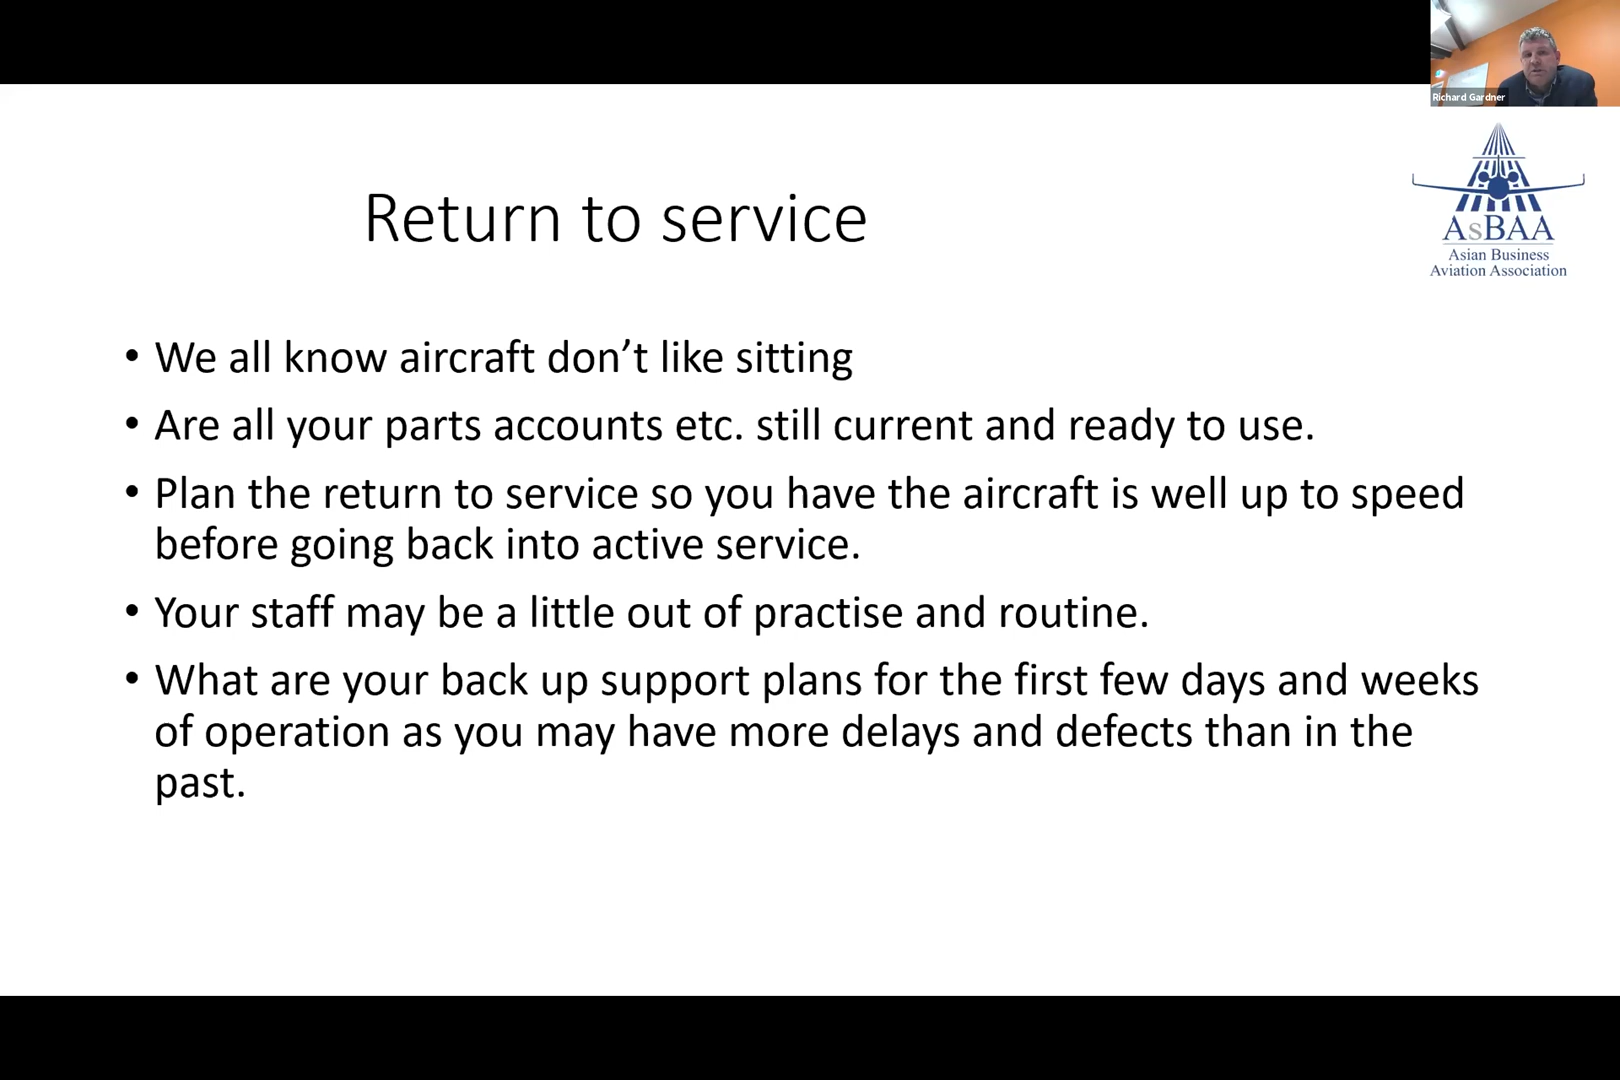 Richard Gardner
AsBAA
Asian Business
Aviation Association
Return to service
• We all know aircraft don’t like sitting
• Are all your parts accounts etc. still current and ready to use.
• Plan the return to service so you have the aircraft is well up to speed
before going back into active service.
• Your staff may be a little out of practise and routine.
• What are your back up support plans for the first few days and weeks
of operation as you may have more delays and defects than in the
past.